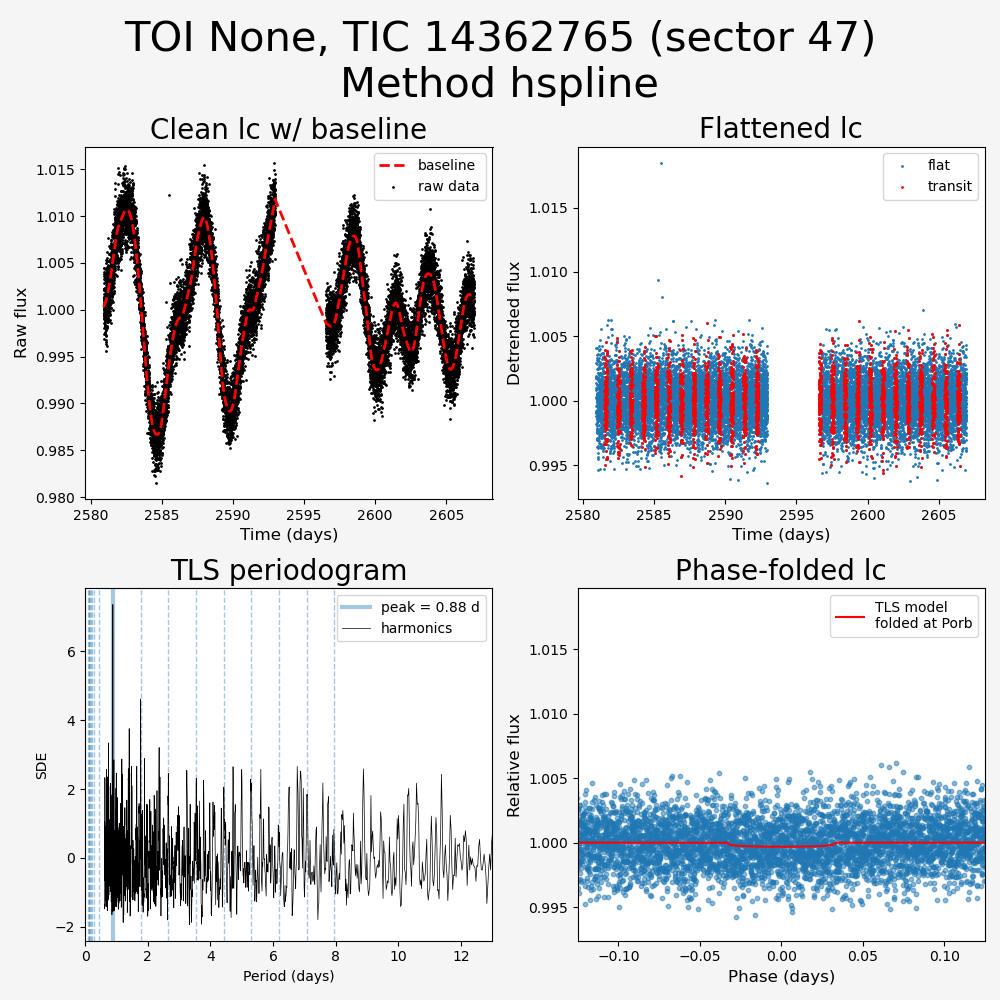 TOI None, TIC 14362765 (sector 47)
Method hspline
Clean lc w/ baseline
baseline
raw data
1.015
1.010
1.005
1.000
0.995
0.990
0.985
0.980
Raw flux
2580
2585
2590
2595
2600
2605
Time (days)
Flattened lc
flat
transit
1.015
1.010
1.005
1.000
0.995
Detrended flux
2580
2585
2590
2595
2600
2605
Time (days)
TLS periodogram
peak = 0.88 d
harmonics
6
4
2
0
−2
SDE
0
2
4
6
8
10
12
Period (days)
Phase-folded lc
TLS model
folded at Porb
1.015
1.010
1.005
1.000
0.995
Relative flux
−0.10
−0.05
0.00
0.05
0.10
Phase (days)